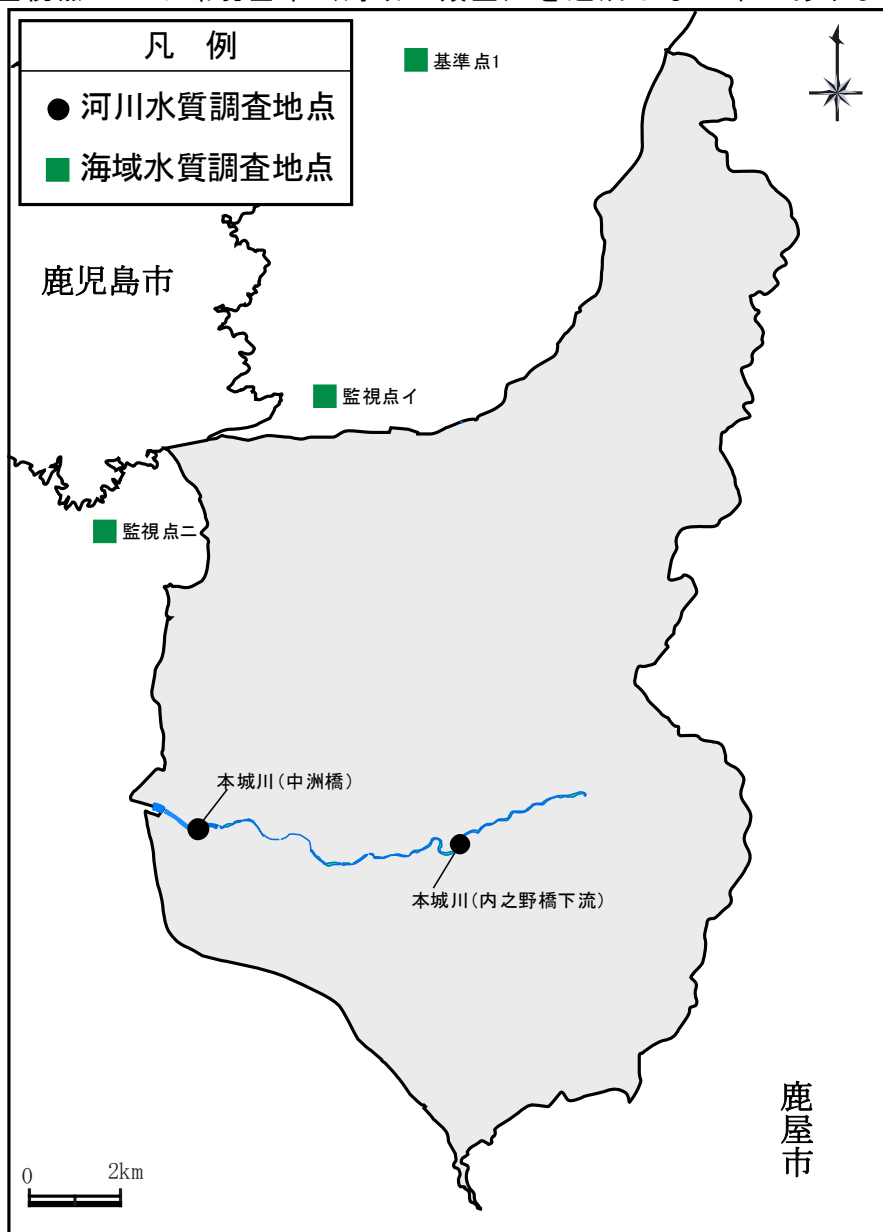 凡 例
●河川水質調査地点
■海域水質調査地点
基準点1
鹿児島市
監視点イ
監視点ニ
本城川(中洲橋)
本城川(内之野橋下流)
鹿屋市
0 2km